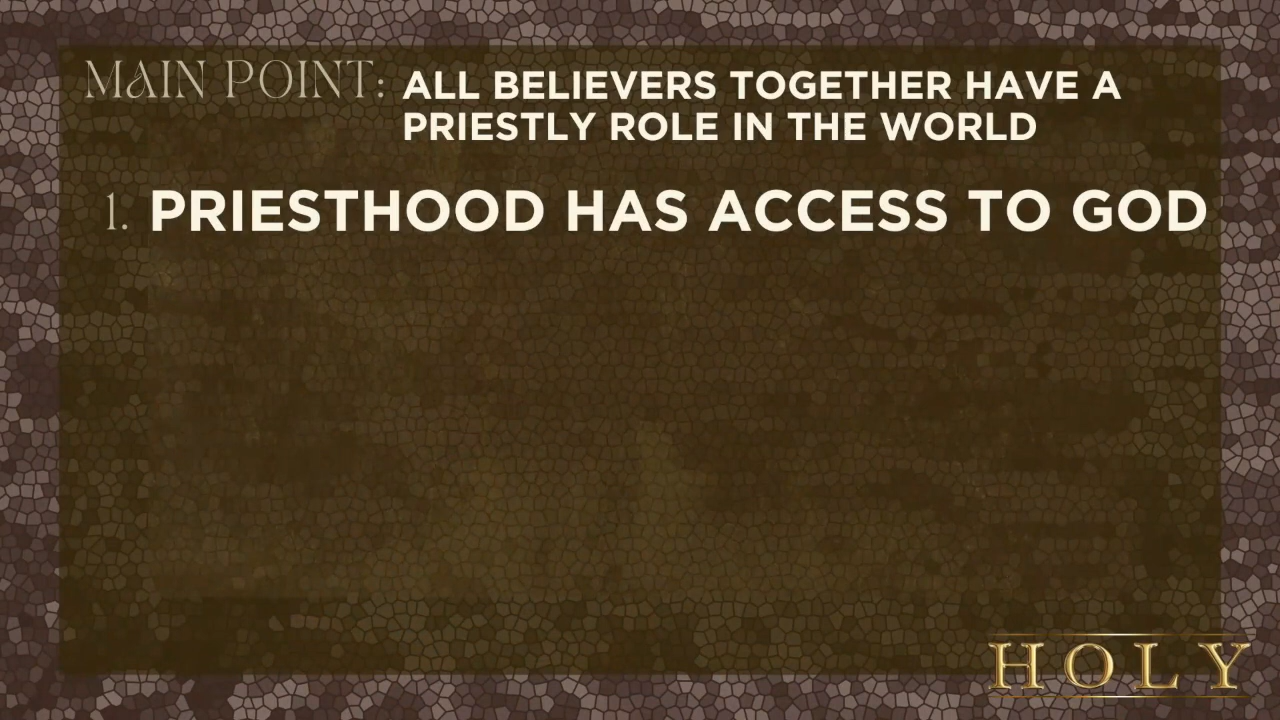 MAIN POINT: ALL BELIEVERS TOGETHER HAVE A
PRIESTLY ROLE IN THE WORLD
1. PRIESTHOOD HAS ACCESS TO GOD
HOLY